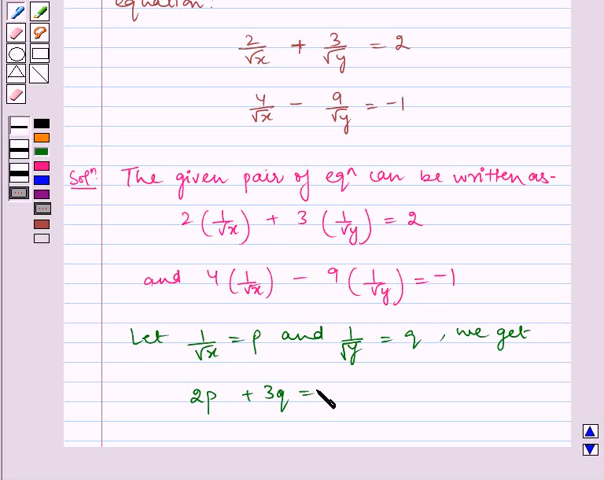 equation:
2/√x + 3/√y = 2
4/√x - 9/√y = -1
Solⁿ: The given pair of eqⁿ can be written as-
2 (1/√x) + 3 (1/√y) = 2
and 4 (1/√x) - 9 (1/√y) = -1
Let 1/√x = p and 1/√y = q, we get
2p + 3q =